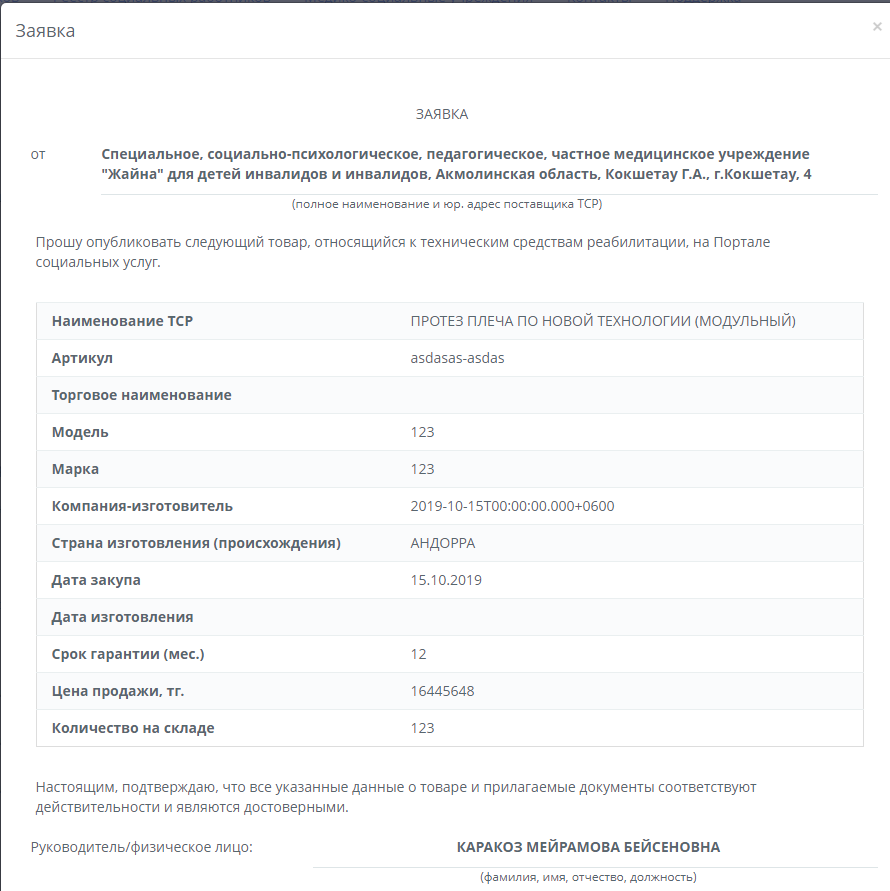 Заявка
×
ЗАЯВКА
от
Специальное, социально-психологическое, педагогическое, частное медицинское учреждение
"Жайна" для детей инвалидов и инвалидов, Акмолинская область, Кокшетау Г.А., г.Кокшетау, 4
(полное наименование и юр. адрес поставщика ТСР)
Прошу опубликовать следующий товар, относящийся к техническим средствам реабилитации, на Портале
социальных услуг.
Наименование ТСР ПРОТЕЗ ПЛЕЧА ПО НОВОЙ ТЕХНОЛОГИИ (МОДУЛЬНЫЙ)
Артикул asdasas-asdas
Торговое наименование
Модель 123
Марка 123
Компания-изготовитель 2019-10-15T00:00:00.000+0600
Страна изготовления (происхождения) АНДОРРА
Дата закупа 15.10.2019
Дата изготовления
Срок гарантии (мес.) 12
Цена продажи, тг. 16445648
Количество на складе 123
Настоящим, подтверждаю, что все указанные данные о товаре и прилагаемые документы соответствуют
действительности и являются достоверными.
Руководитель/физическое лицо: КАРАКОЗ МЕЙРАМОВА БЕЙСЕНОВНА
(фамилия, имя, отчество, должность)